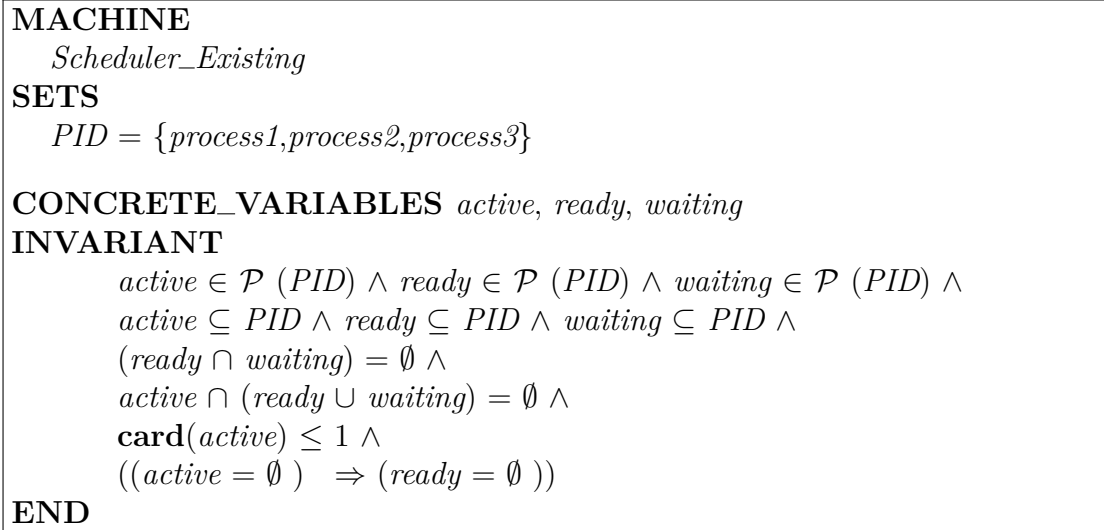 MACHINE
Scheduler_Existing
SETS
PID = {process1,process2,process3}
CONCRETE_VARIABLES active, ready, waiting
INVARIANT
active ∈ 𝒫 (PID) ∧ ready ∈ 𝒫 (PID) ∧ waiting ∈ 𝒫 (PID) ∧
active ⊆ PID ∧ ready ⊆ PID ∧ waiting ⊆ PID ∧
(ready ∩ waiting) = ∅ ∧
active ∩ (ready ∪ waiting) = ∅ ∧
card(active) ≤ 1 ∧
((active = ∅ ) ⇒ (ready = ∅ ))
END